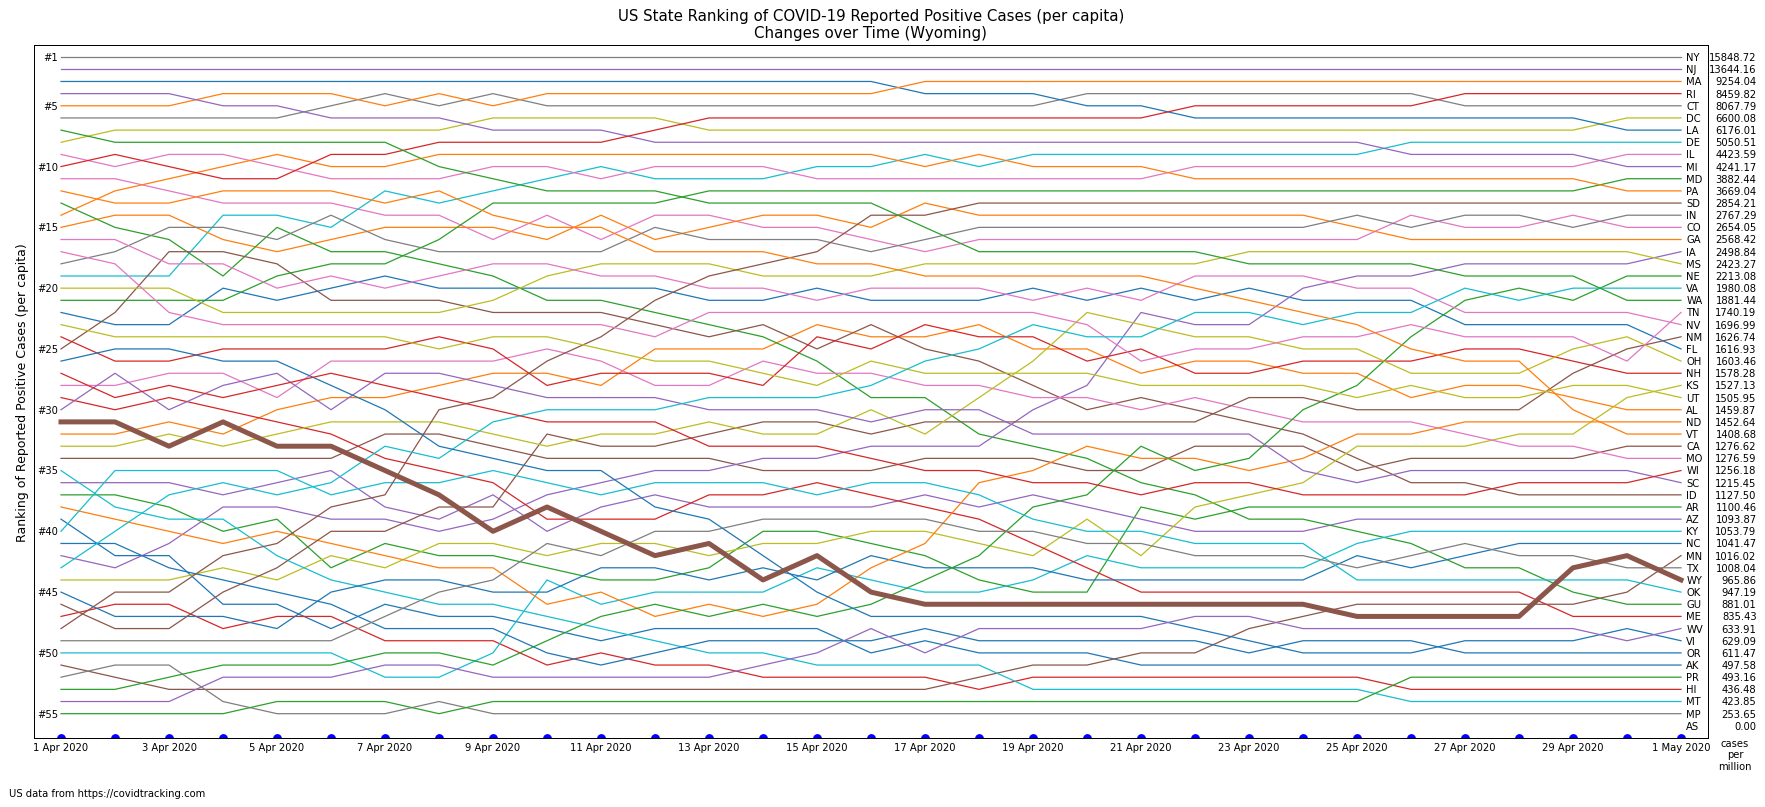 US State Ranking of COVID-19 Reported Positive Cases (per capita)
Changes over Time (Wyoming)
Ranking of Reported Positive Cases (per capita)
#1
#5
#10
#15
#20
#25
#30
#35
#40
#45
#50
#55
NY 15848.72
NJ 13644.16
MA 9254.04
RI 8459.82
CT 8067.79
DC 6600.08
LA 6176.01
DE 5050.51
IL 4423.59
MI 4241.17
MD 3882.44
PA 3669.04
SD 2854.21
IN 2767.29
CO 2654.05
GA 2568.42
IA 2498.84
MS 2423.27
NE 2213.08
VA 1980.08
WA 1881.44
TN 1740.19
NV 1696.99
NM 1626.74
FL 1616.93
OH 1603.46
NH 1578.28
KS 1527.13
UT 1505.95
AL 1459.87
ND 1452.64
VT 1408.68
CA 1276.62
MO 1276.59
WI 1256.18
SC 1215.45
ID 1127.50
AR 1100.46
AZ 1093.87
KY 1053.79
NC 1041.47
MN 1016.02
TX 1008.04
WY 965.86
OK 947.19
GU 881.01
ME 835.43
WV 633.91
VI 629.09
OR 611.47
AK 497.58
PR 493.16
HI 436.48
MT 423.85
MP 253.65
AS 0.00
1 Apr 2020 3 Apr 2020 5 Apr 2020 7 Apr 2020 9 Apr 2020 11 Apr 2020 13 Apr 2020 15 Apr 2020 17 Apr 2020 19 Apr 2020 21 Apr 2020 23 Apr 2020 25 Apr 2020 27 Apr 2020 29 Apr 2020 1 May 2020
cases
per
million
US data from https://covidtracking.com